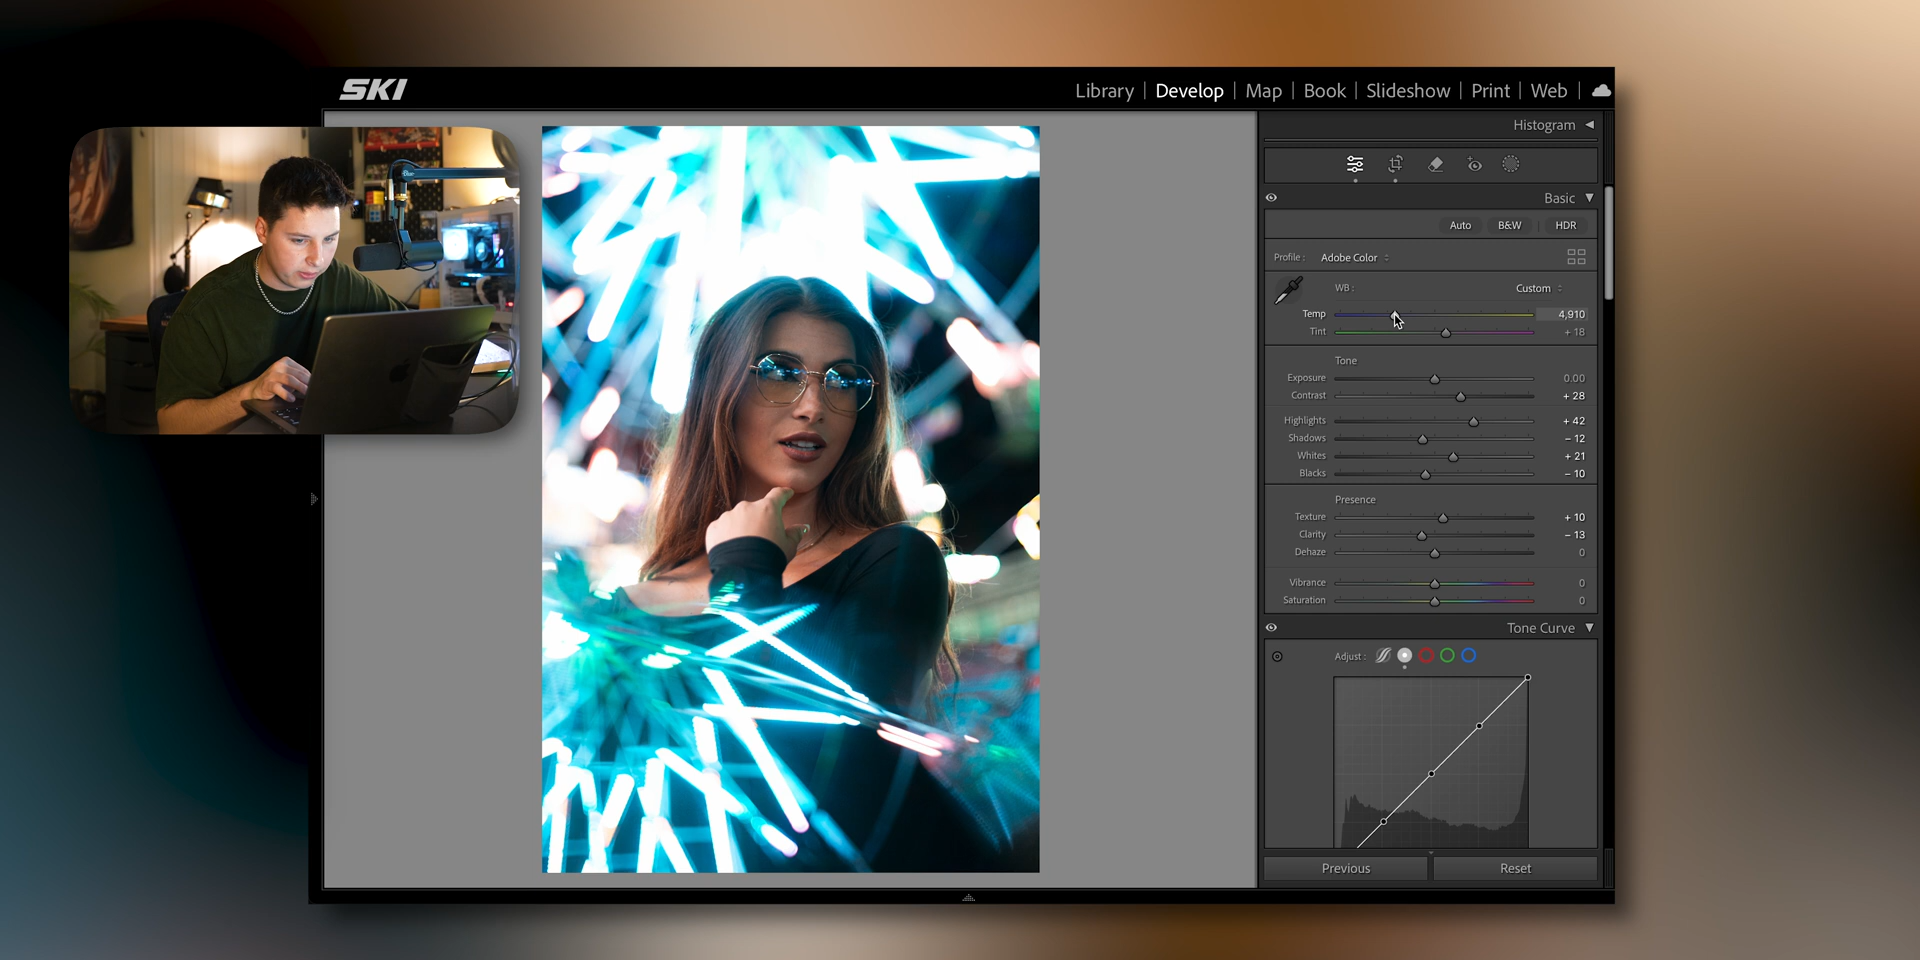 SKI
Library | Develop | Map | Book | Slideshow | Print | Web |
Histogram
Basic
Auto B&W HDR
Profile : Adobe Color
WB : Custom
Temp 4,910
Tint + 18
Tone
Exposure 0.00
Contrast + 28
Highlights + 42
Shadows – 12
Whites + 21
Blacks – 10
Presence
Texture + 10
Clarity – 13
Dehaze 0
Vibrance 0
Saturation 0
Tone Curve
Adjust :
Previous Reset